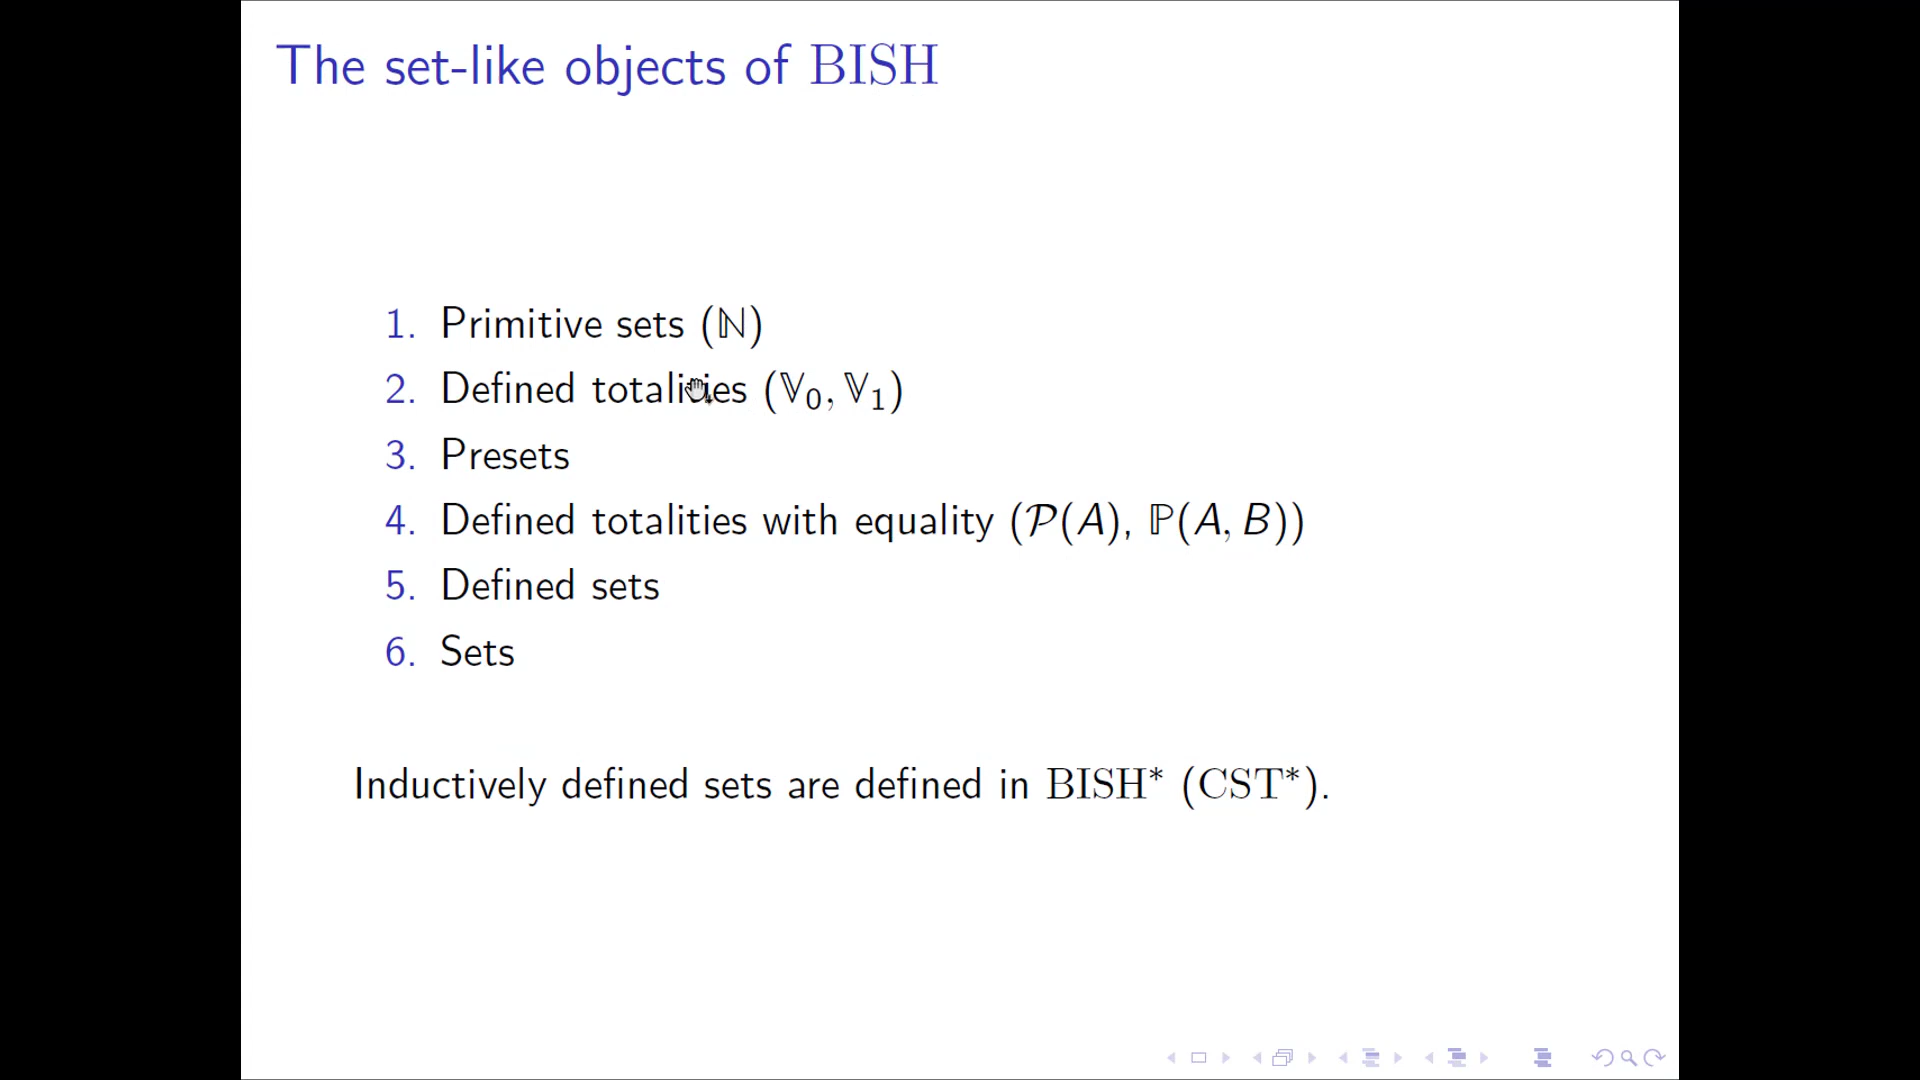 The set-like objects of BISH
1. Primitive sets (ℕ)
2. Defined totalities (𝕍₀, 𝕍₁)
3. Presets
4. Defined totalities with equality (𝒫(A), ℙ(A, B))
5. Defined sets
6. Sets
Inductively defined sets are defined in BISH* (CST*).